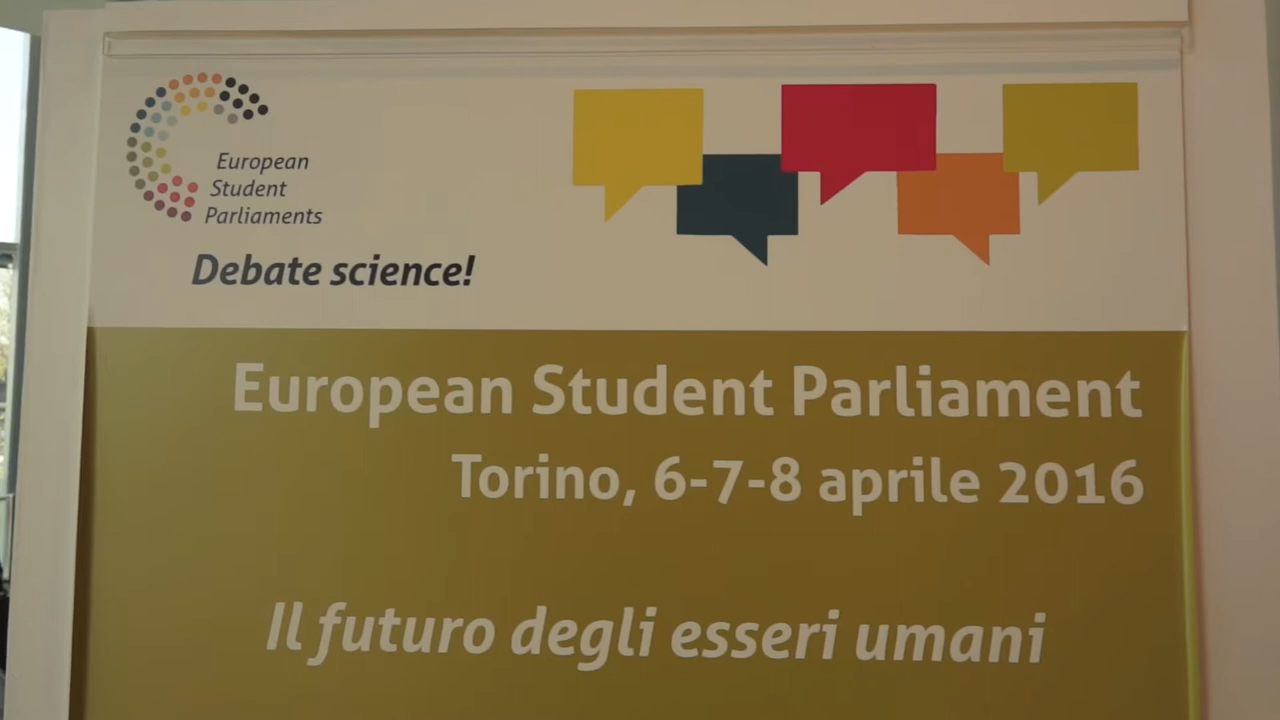 European
Student
Parliaments
Debate science!
European Student Parliament
Torino, 6-7-8 aprile 2016
Il futuro degli esseri umani